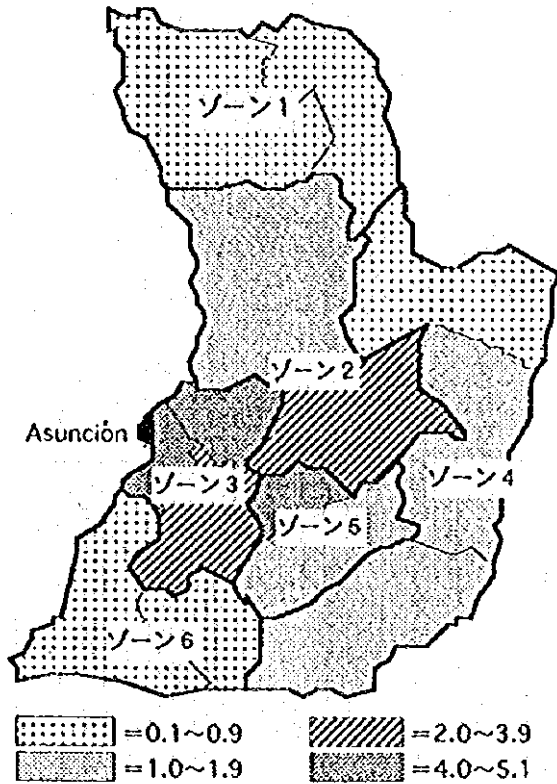 ゾーン1
ゾーン2
Asunción
ゾーン3
ゾーン4
ゾーン5
ゾーン6
=0.1~0.9
=2.0~3.9
=1.0~1.9
=4.0~5.1